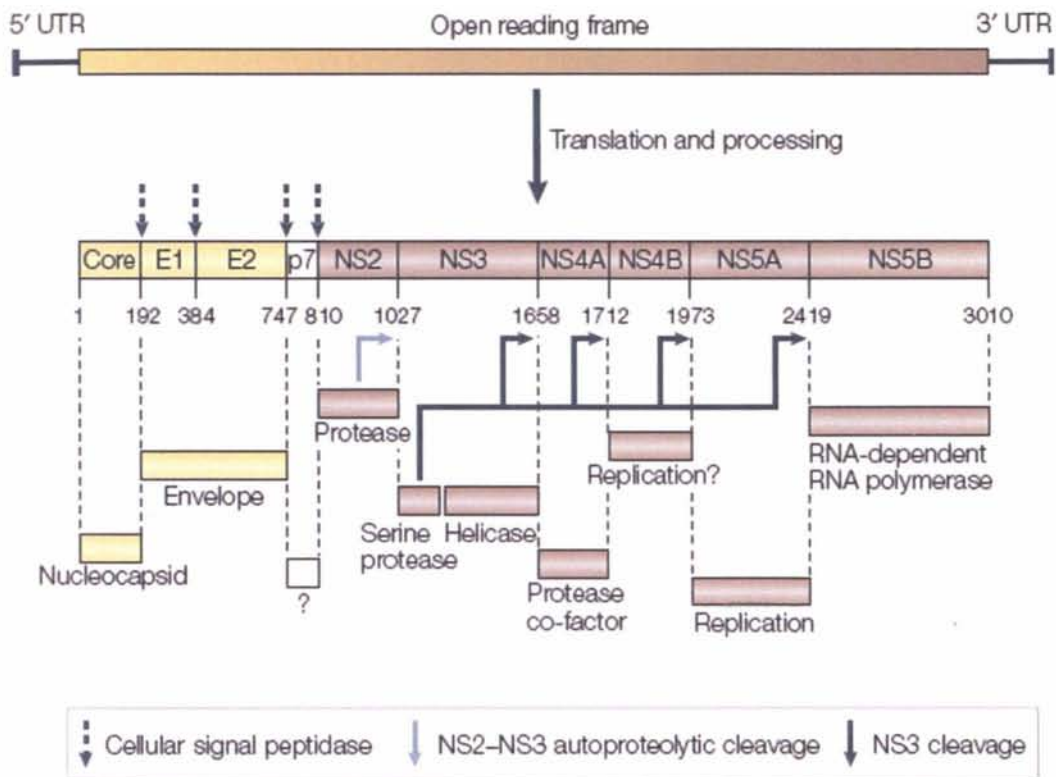 5′ UTR Open reading frame 3′ UTR
Translation and processing
Core E1 E2 p7 NS2 NS3 NS4A NS4B NS5A NS5B
1 192 384 747 810 1027 1658 1712 1973 2419 3010
Protease
Envelope
Replication?
RNA-dependent
RNA polymerase
Serine
protease
Helicase
Nucleocapsid
?
Protease
co-factor
Replication
Cellular signal peptidase NS2–NS3 autoproteolytic cleavage NS3 cleavage